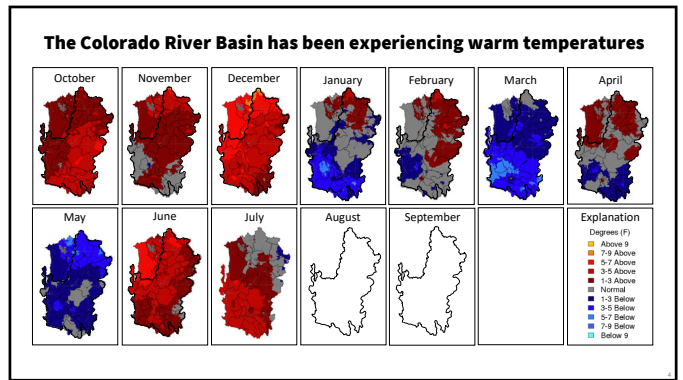 The Colorado River Basin has been experiencing warm temperatures
October
November
December
January
February
March
April
May
June
July
August
September
Explanation
Degrees (F)
Above 9
7-9 Above
5-7 Above
3-5 Above
1-3 Above
Normal
1-3 Below
3-5 Below
5-7 Below
7-9 Below
Below 9
4